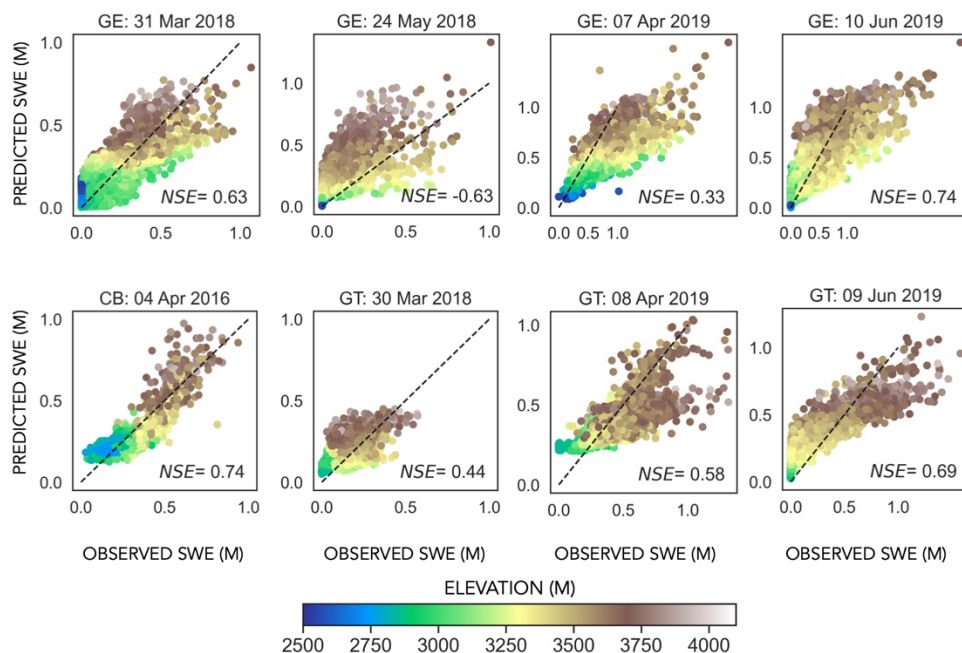 GE: 31 Mar 2018
GE: 24 May 2018
GE: 07 Apr 2019
GE: 10 Jun 2019
PREDICTED SWE (M)
1.0
0.5
0.0
NSE= 0.63
0.0 0.5 1.0
1.0
0.5
0.0
NSE= -0.63
0.0 0.5 1.0
1.0
0.5
0.0
NSE= 0.33
0.0 0.5 1.0
1.0
0.5
0.0
NSE= 0.74
0.0 0.5 1.0
CB: 04 Apr 2016
GT: 30 Mar 2018
GT: 08 Apr 2019
GT: 09 Jun 2019
PREDICTED SWE (M)
1.0
0.5
0.0
NSE= 0.74
0.0 0.5 1.0
1.0
0.5
0.0
NSE= 0.44
0.0 0.5 1.0
1.0
0.5
0.0
NSE= 0.58
0.0 0.5 1.0
1.0
0.5
0.0
NSE= 0.69
0.0 0.5 1.0
OBSERVED SWE (M)
OBSERVED SWE (M)
OBSERVED SWE (M)
OBSERVED SWE (M)
ELEVATION (M)
2500 2750 3000 3250 3500 3750 4000